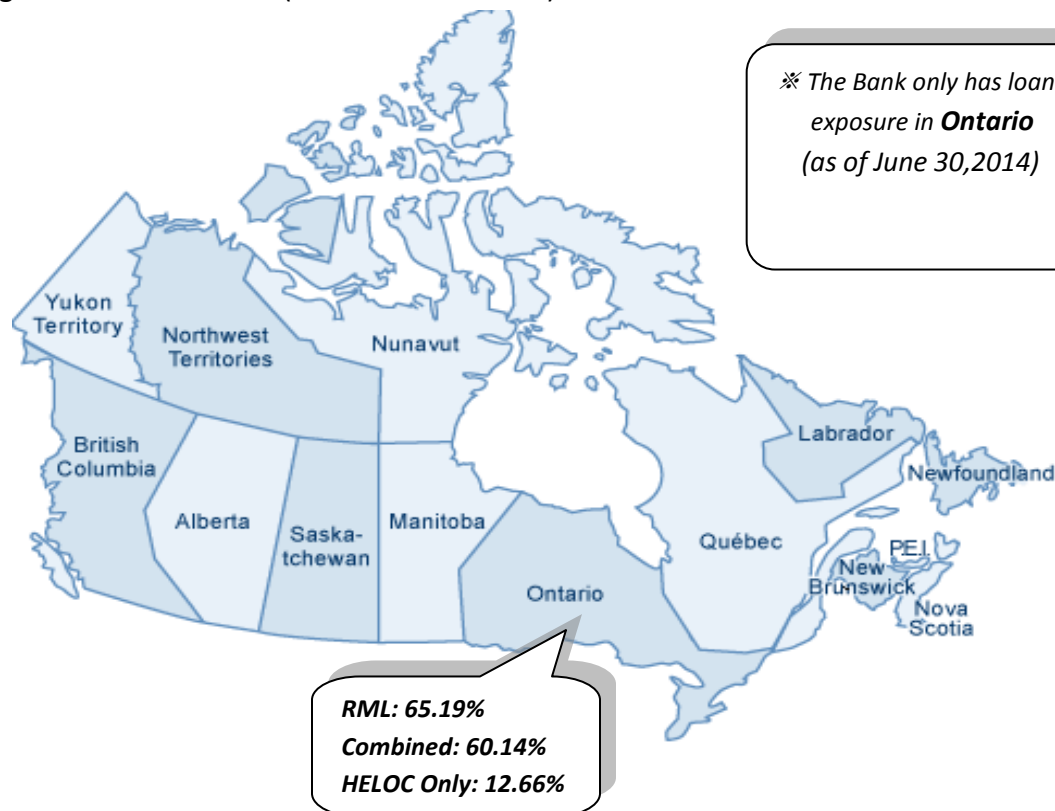 ※ The Bank only has loan
exposure in Ontario
(as of June 30,2014)
Yukon
Territory
Northwest
Territories
Nunavut
British
Columbia
Alberta
Saska-
tchewan
Manitoba
Ontario
Québec
Labrador
Newfoundland
P.E.I.
New
Brunswick
Nova
Scotia
RML: 65.19%
Combined: 60.14%
HELOC Only: 12.66%